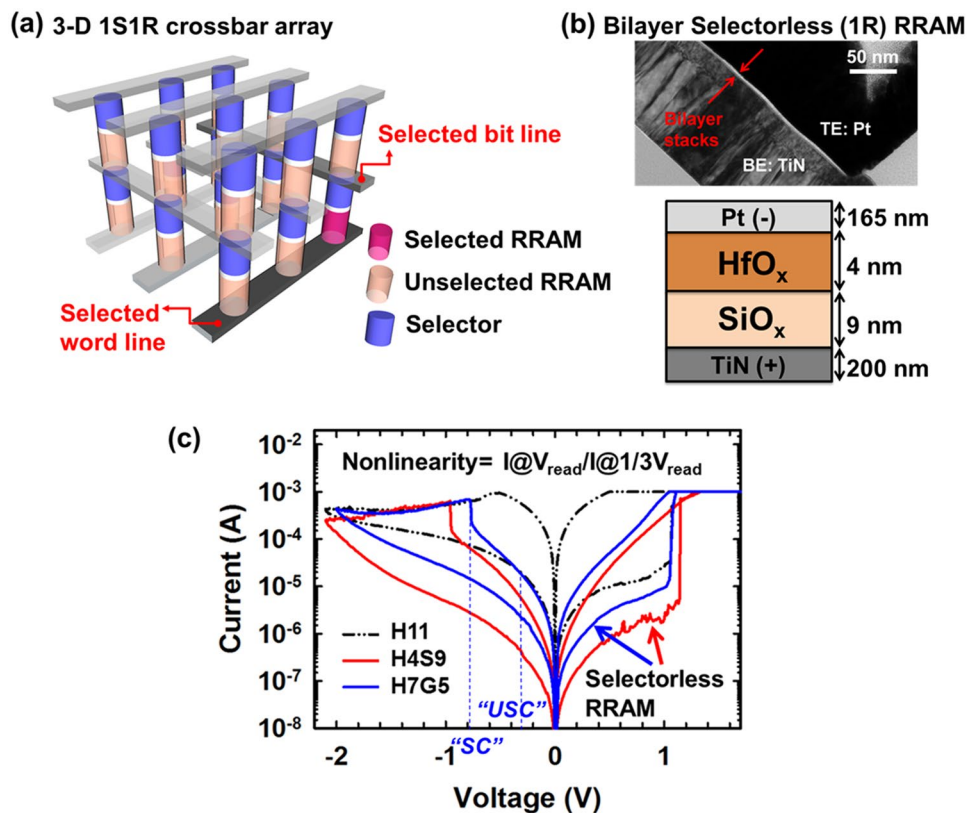 (a) 3-D 1S1R crossbar array
Selected bit line
Selected RRAM
Unselected RRAM
Selector
Selected
word line
(b) Bilayer Selectorless (1R) RRAM
50 nm
Bilayer
stacks
TE: Pt
BE: TiN
Pt (-)
165 nm
HfOx
4 nm
SiOx
9 nm
TiN (+)
200 nm
(c)
Nonlinearity= I@Vread/I@1/3Vread
10-2
10-3
10-4
10-5
10-6
10-7
10-8
Current (A)
H11
H4S9
H7G5
Selectorless
RRAM
"USC"
"SC"
-2
-1
0
1
Voltage (V)